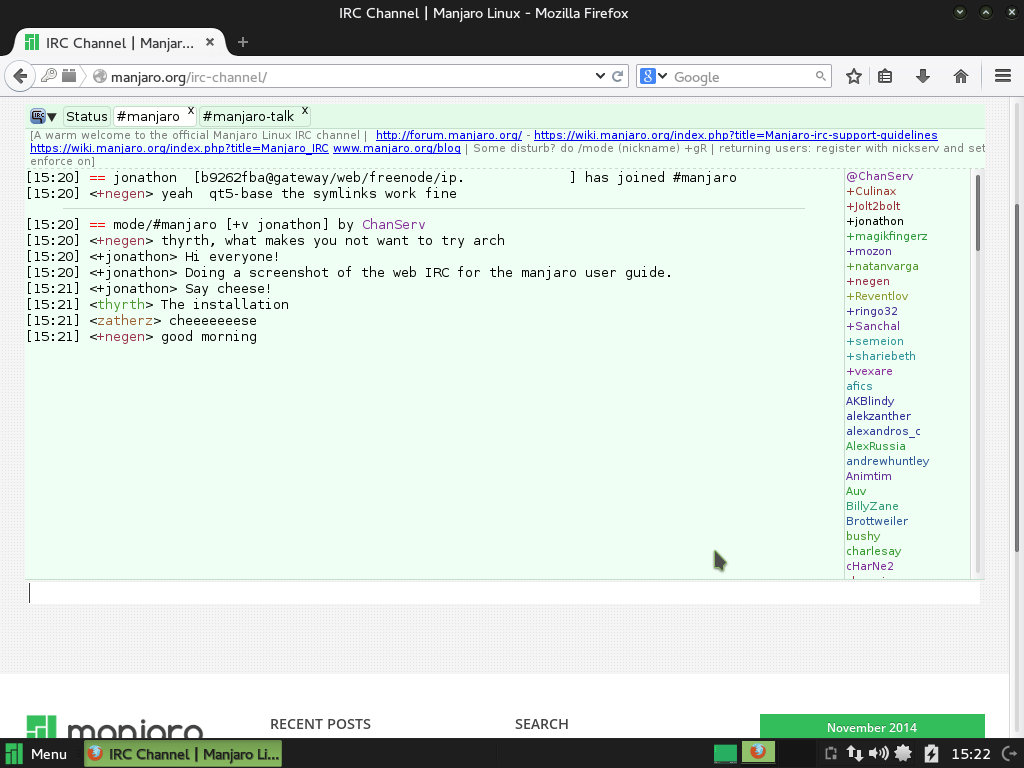 IRC Channel | Manjaro Linux - Mozilla Firefox
IRC Channel | Manjar... × +
manjaro.org/irc-channel/
8 Google
IRC Status #manjaro x #manjaro-talk x
[A warm welcome to the official Manjaro Linux IRC channel | http://forum.manjaro.org/ - https://wiki.manjaro.org/index.php?title=Manjaro-irc-support-guidelines
https://wiki.manjaro.org/index.php?title=Manjaro_IRC www.manjaro.org/blog | Some disturb? do /mode (nickname) +gR | returning users: register with nickserv and set
enforce on]
[15:20] == jonathon [b9262fba@gateway/web/freenode/ip. ] has joined #manjaro
[15:20] <+negen> yeah qt5-base the symlinks work fine
[15:20] == mode/#manjaro [+v jonathon] by ChanServ
[15:20] <+negen> thyrth, what makes you not want to try arch
[15:20] <+jonathon> Hi everyone!
[15:20] <+jonathon> Doing a screenshot of the web IRC for the manjaro user guide.
[15:21] <+jonathon> Say cheese!
[15:21] <thyrth> The installation
[15:21] <zatherz> cheeeeeeese
[15:21] <+negen> good morning
@ChanServ
+Culinax
+Jolt2bolt
+jonathon
+magikfingerz
+mozon
+natanvarga
+negen
+Reventlov
+ringo32
+Sanchal
+semeion
+shariebeth
+vexare
afics
AKBlindy
alekzanther
alexandros_c
AlexRussia
andrewhuntley
Animtim
Auv
BillyZane
Brottweiler
bushy
charlesay
cHarNe2
manjaro
RECENT POSTS
SEARCH
November 2014
Menu
IRC Channel | Manjaro Li...
15:22